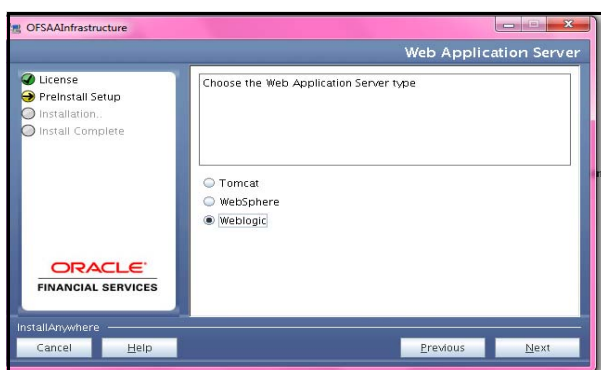 OFSAAInfrastructure
Web Application Server
License
PreInstall Setup
Installation..
Install Complete
ORACLE
FINANCIAL SERVICES
Choose the Web Application Server type
Tomcat
WebSphere
Weblogic
InstallAnywhere
Cancel
Help
Previous
Next